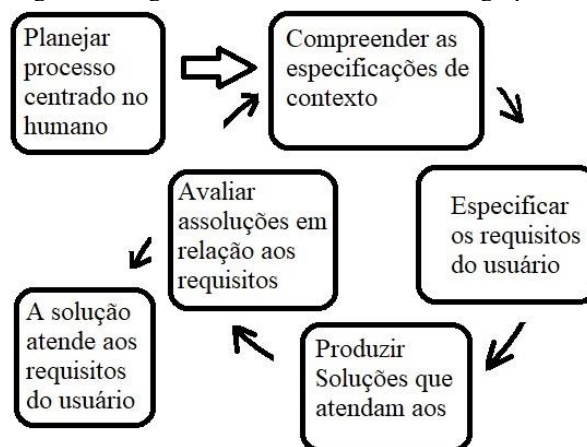 Planejar
processo
centrado no
humano
Compreender as
especificações de
contexto
Especificar
os requisitos
do usuário
Produzir
Soluções que
atendam aos
Avaliar
assoluções em
relação aos
requisitos
A solução
atende aos
requisitos
do usuário